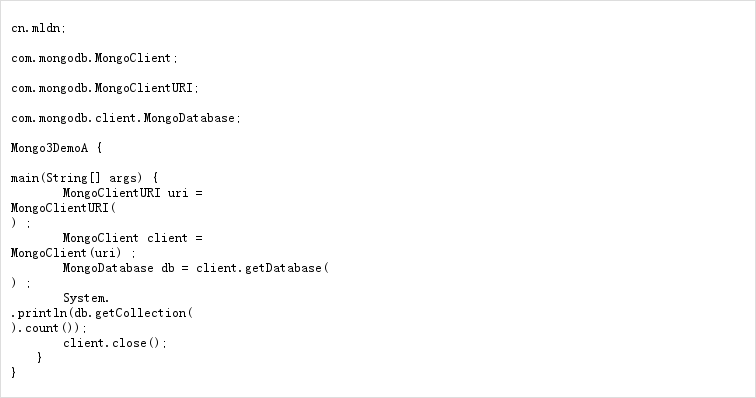 cn.mldn;
com.mongodb.MongoClient;
com.mongodb.MongoClientURI;
com.mongodb.client.MongoDatabase;
Mongo3DemoA {
main(String[] args) {
MongoClientURI uri =
MongoClientURI(
) ;
MongoClient client =
MongoClient(uri) ;
MongoDatabase db = client.getDatabase(
) ;
System.
.println(db.getCollection(
).count());
client.close();
}
}